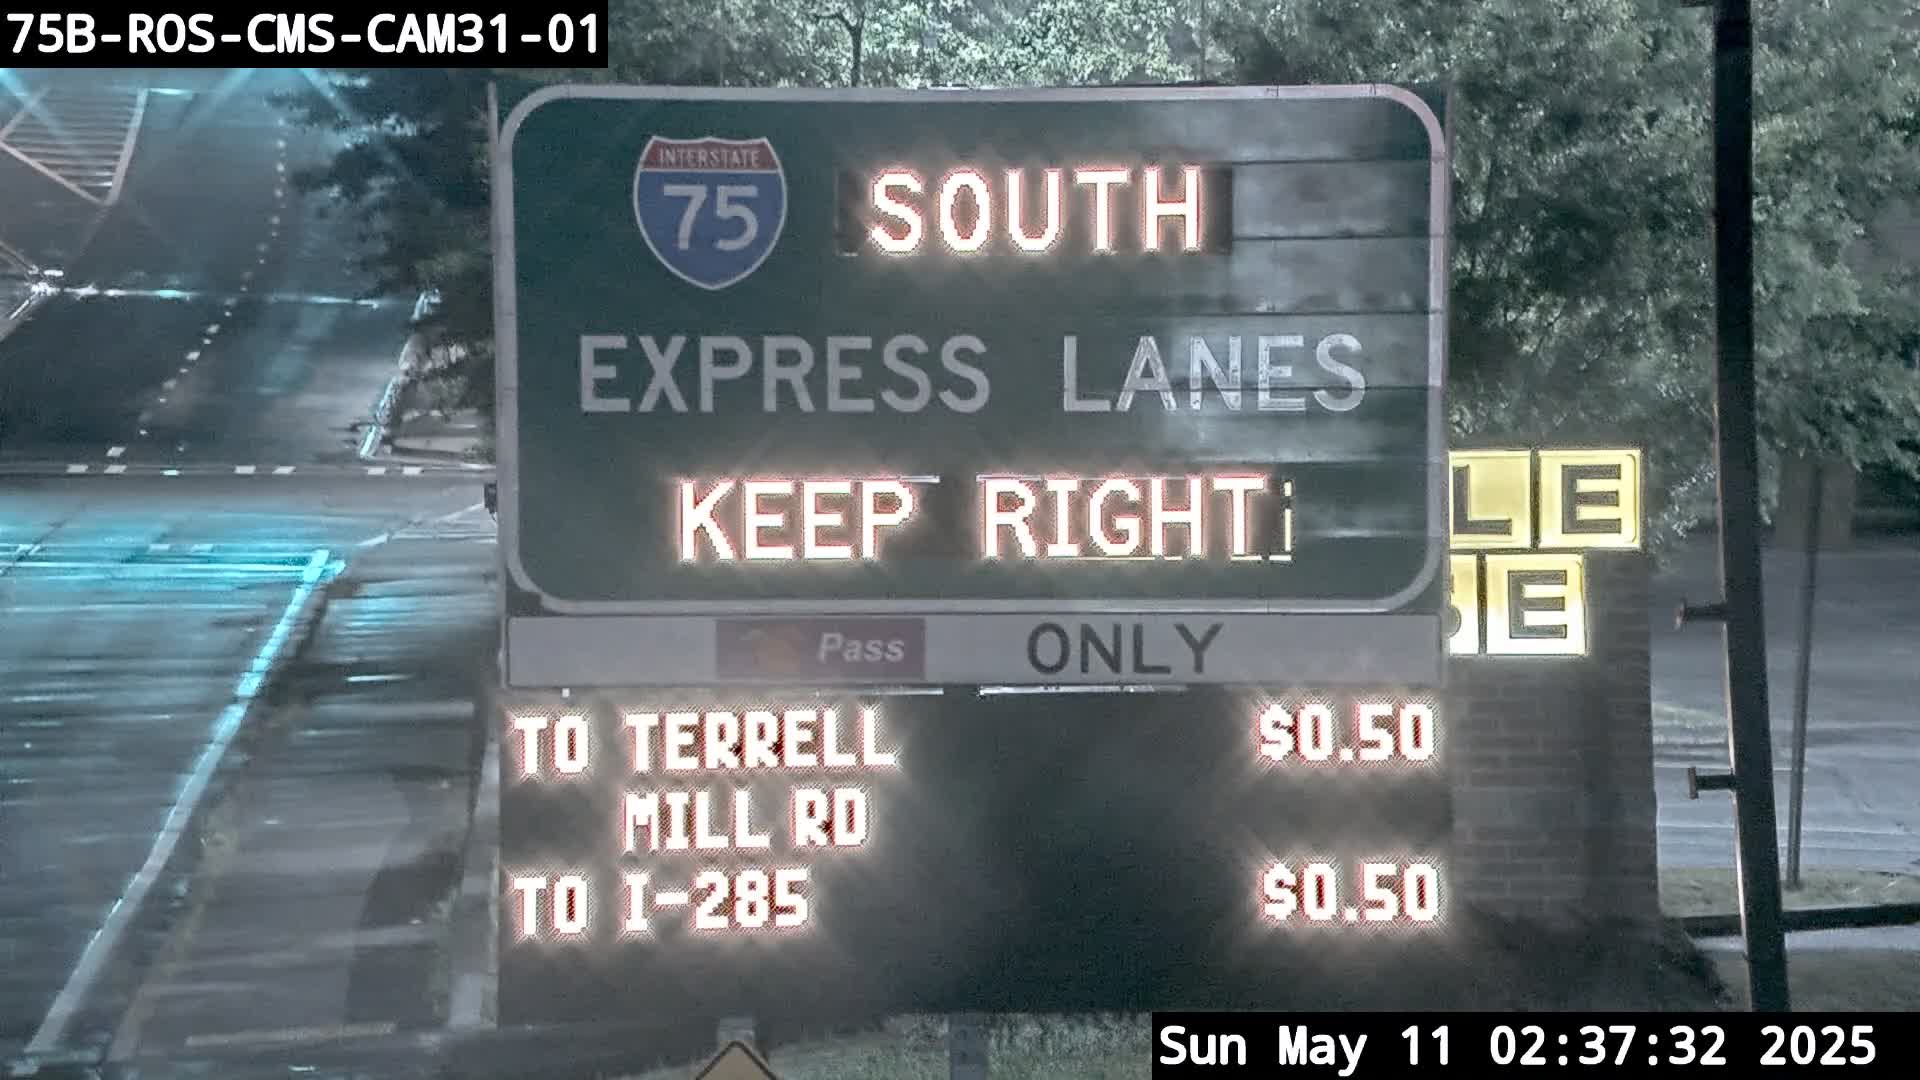 75B-ROS-CMS-CAM31-01
INTERSTATE
75
SOUTH
EXPRESS LANES
KEEP RIGHT
Pass ONLY
TO TERRELL $0.50
MILL RD
TO I-285 $0.50
LE
E
Sun May 11 02:37:32 2025